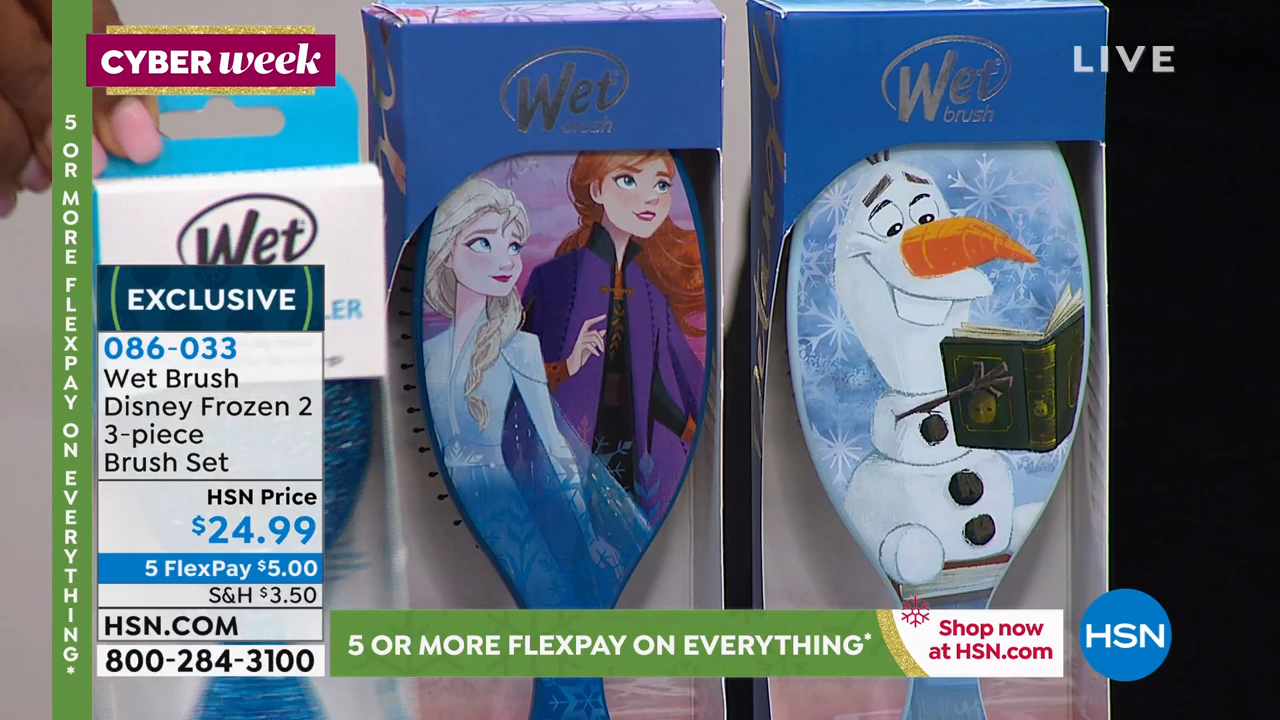 CYBER week
LIVE
5 OR MORE FLEXPAY ON EVERYTHING*
Wet
LER
Wet
brush
Wet
brush
EXCLUSIVE
086-033
Wet Brush
Disney Frozen 2
3-piece
Brush Set
HSN Price
$24.99
5 FlexPay $5.00
S&H $3.50
HSN.COM
800-284-3100
5 OR MORE FLEXPAY ON EVERYTHING*
Shop now
at HSN.com
HSN